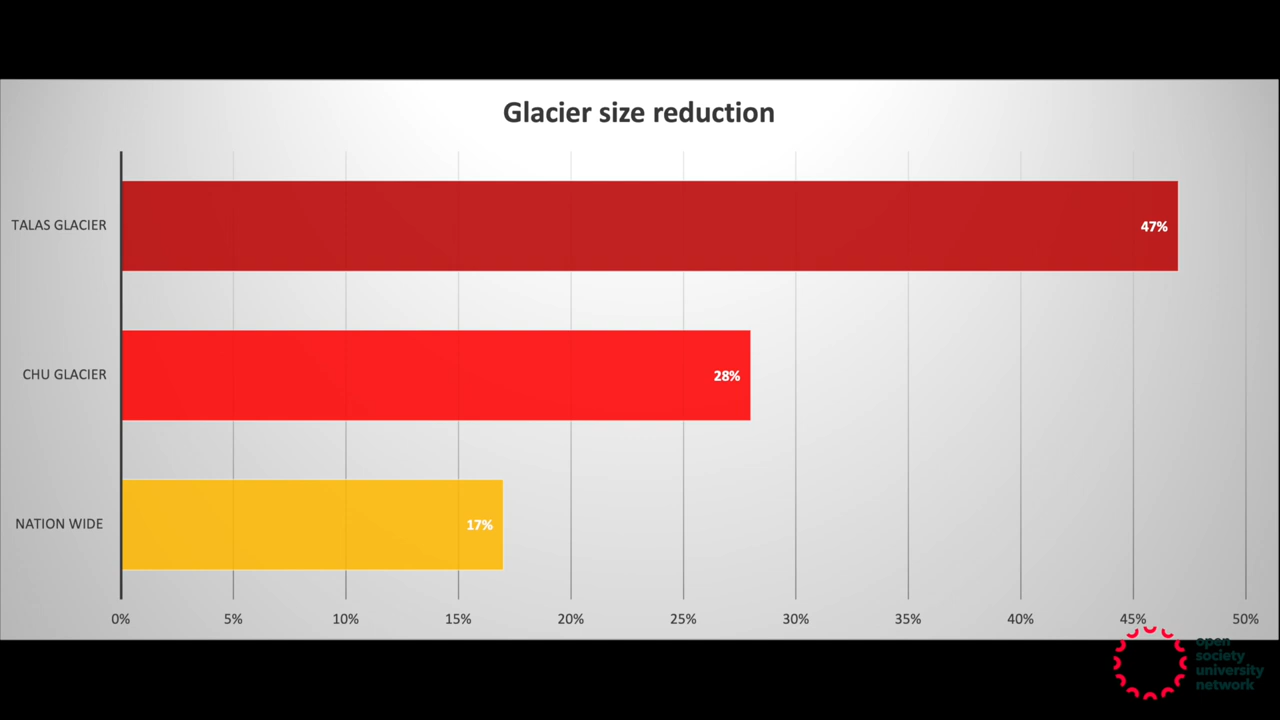 Glacier size reduction
TALAS GLACIER
47%
CHU GLACIER
28%
NATION WIDE
17%
0% 5% 10% 15% 20% 25% 30% 35% 40% 45% 50%
open
society
university
network